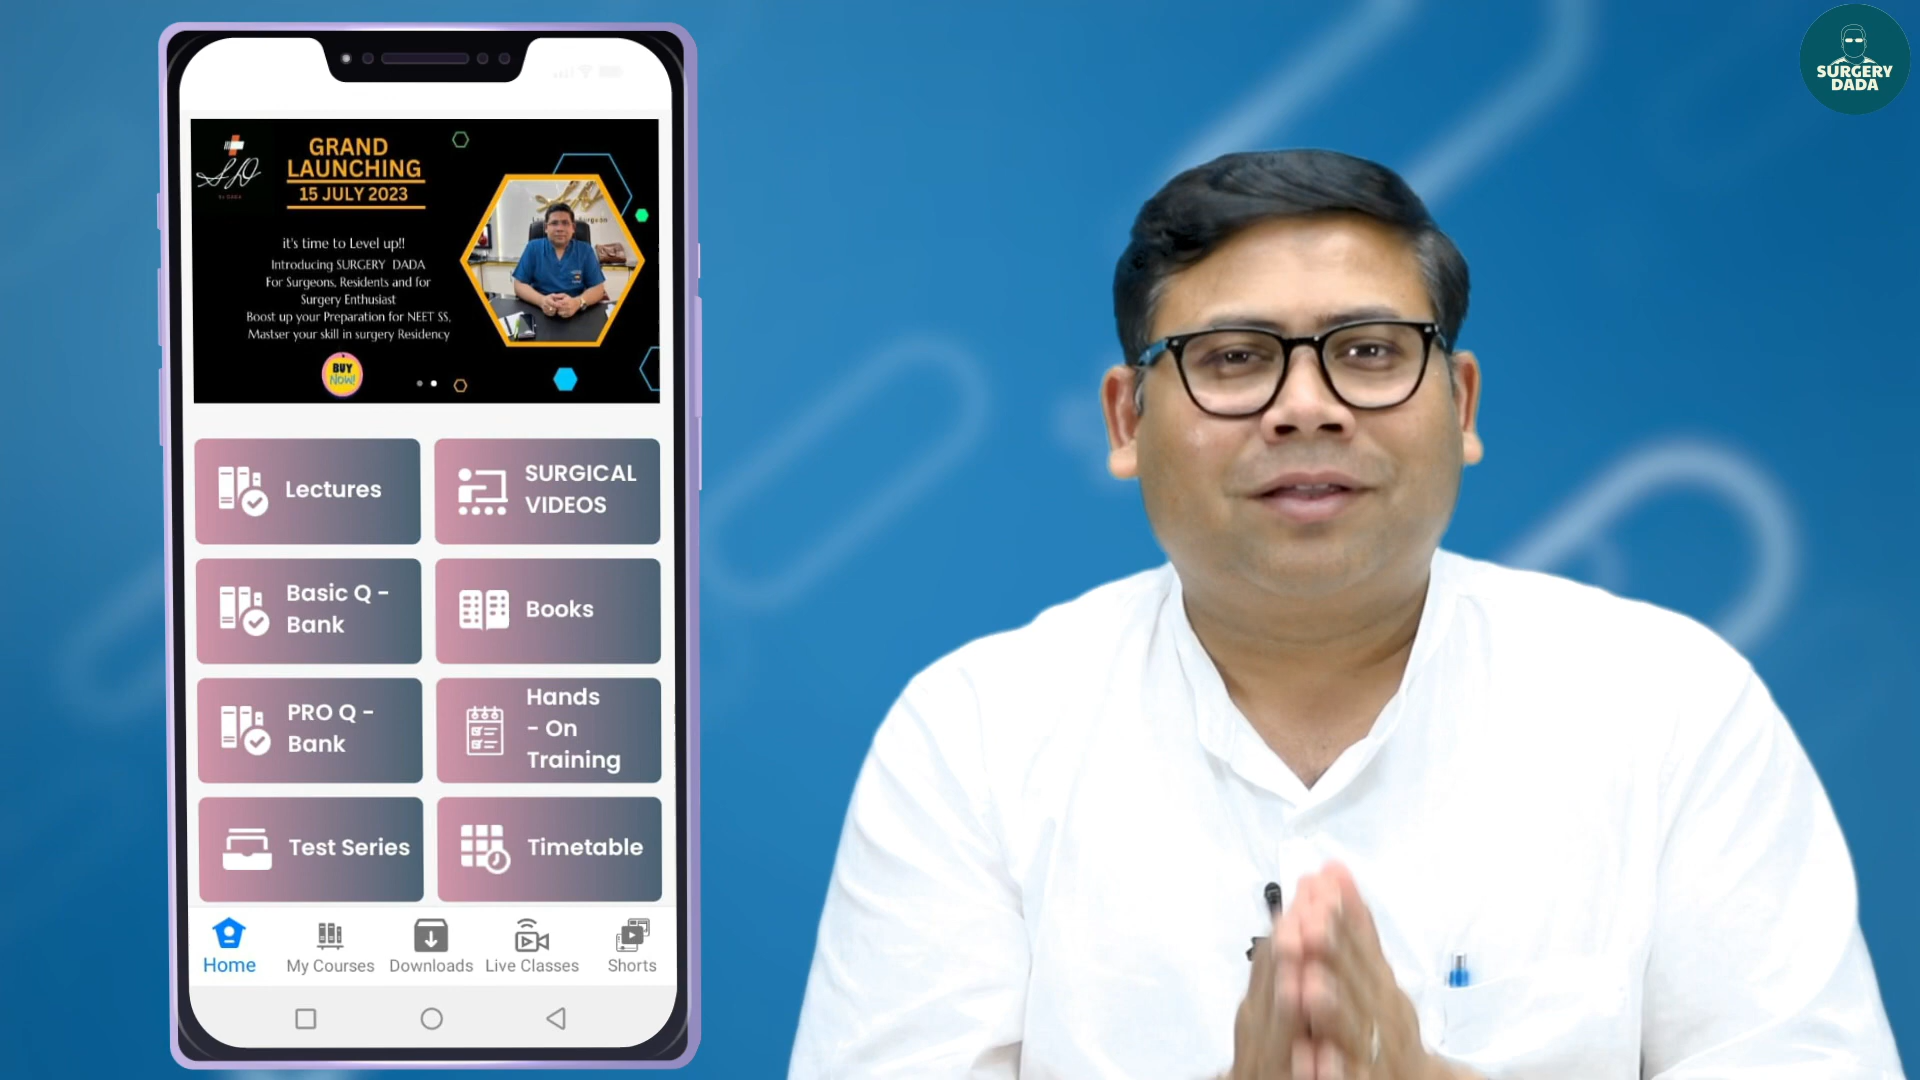 SURGERY
DADA
GRAND
LAUNCHING
15 JULY 2023
it's time to Level up!!
Introducing SURGERY DADA
For Surgeons, Residents and for
Surgery Enthusiast
Boost up your Preparation for NEET SS,
Mastser your skill in surgery Residency
BUY
NOW!
Lectures
SURGICAL
VIDEOS
Basic Q -
Bank
Books
PRO Q -
Bank
Hands
- On
Training
Test Series
Timetable
Home
My Courses
Downloads
Live Classes
Shorts